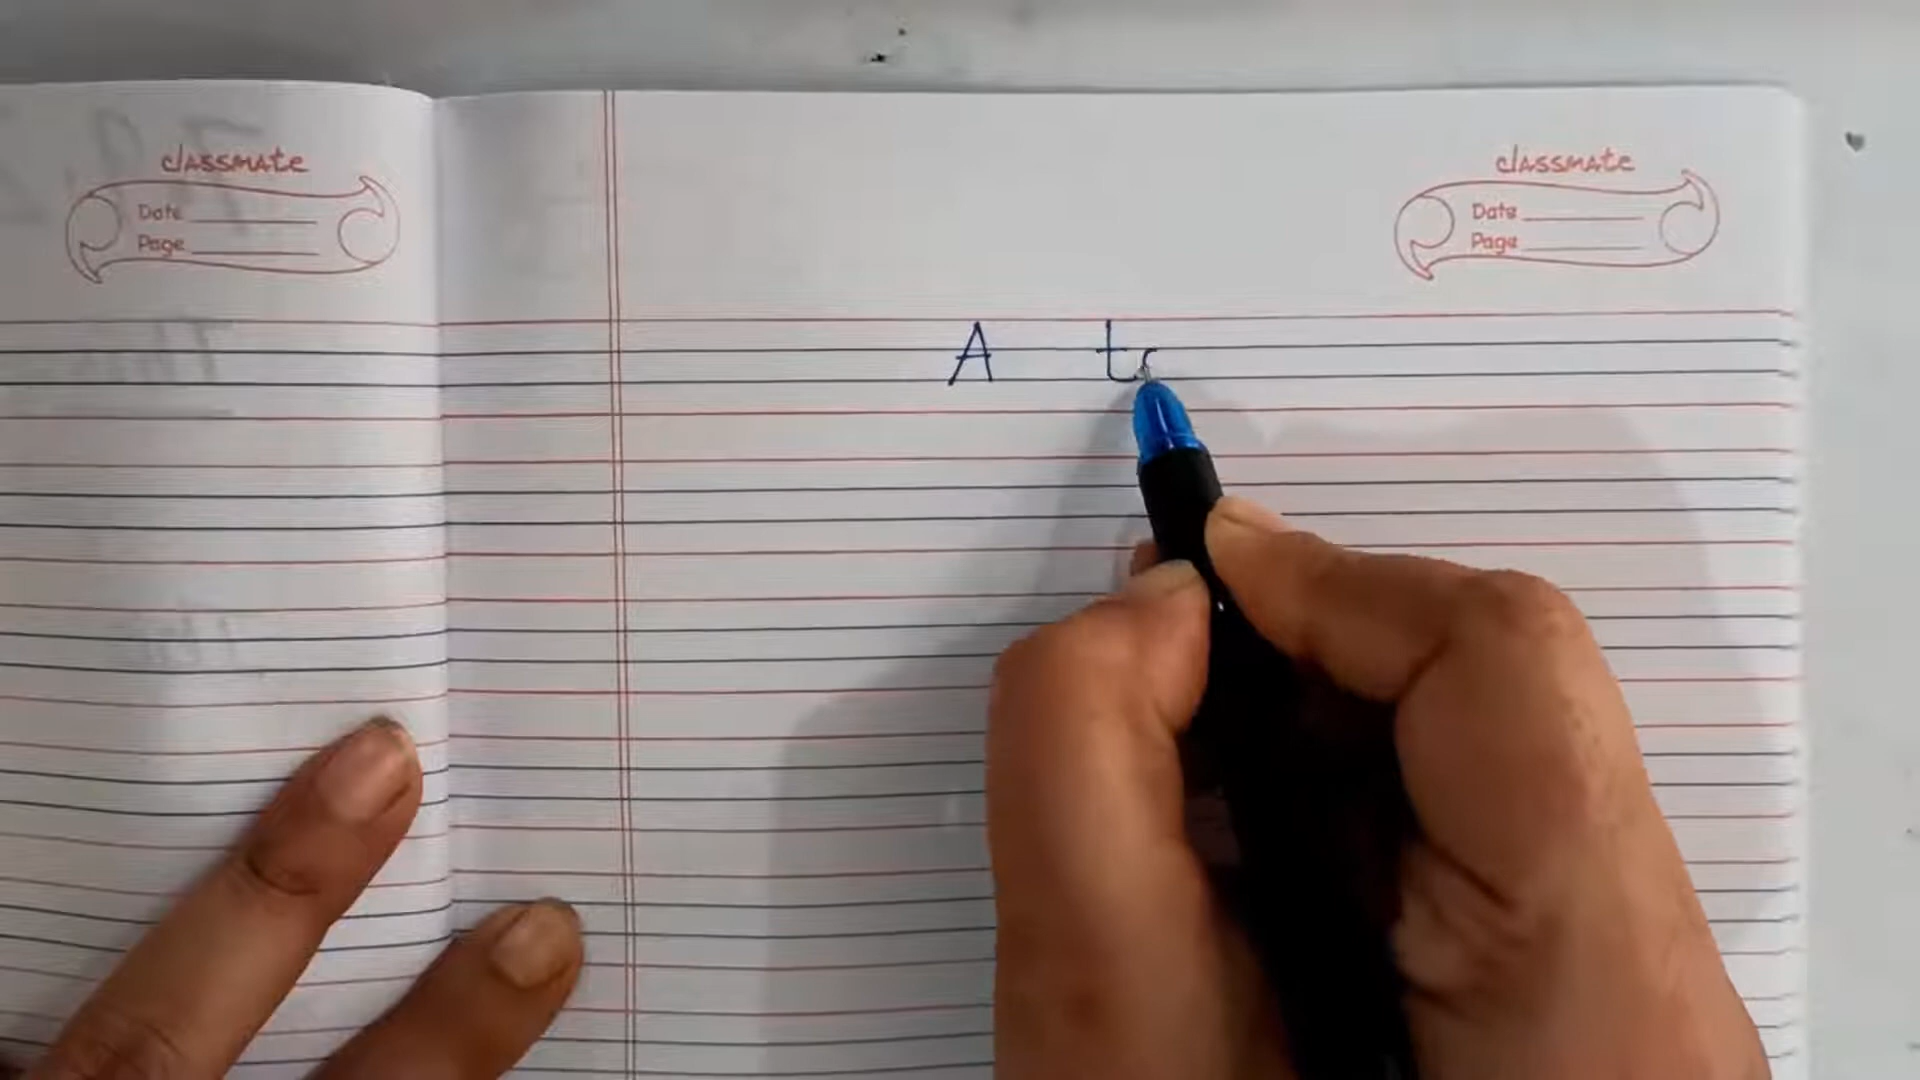 classmate
Date
Page
classmate
Date
Page
A